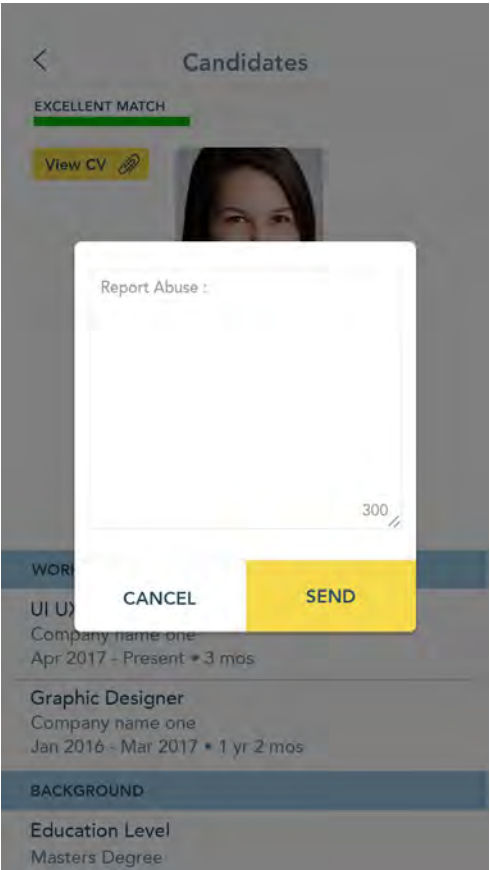 Candidates
EXCELLENT MATCH
View CV
Report Abuse :
300
CANCEL
SEND
UI
Company name one
Apr 2017 - Present • 3 mos
Graphic Designer
Company name one
Jan 2016 - Mar 2017 • 1 yr 2 mos
BACKGROUND
Education Level
Masters Degree